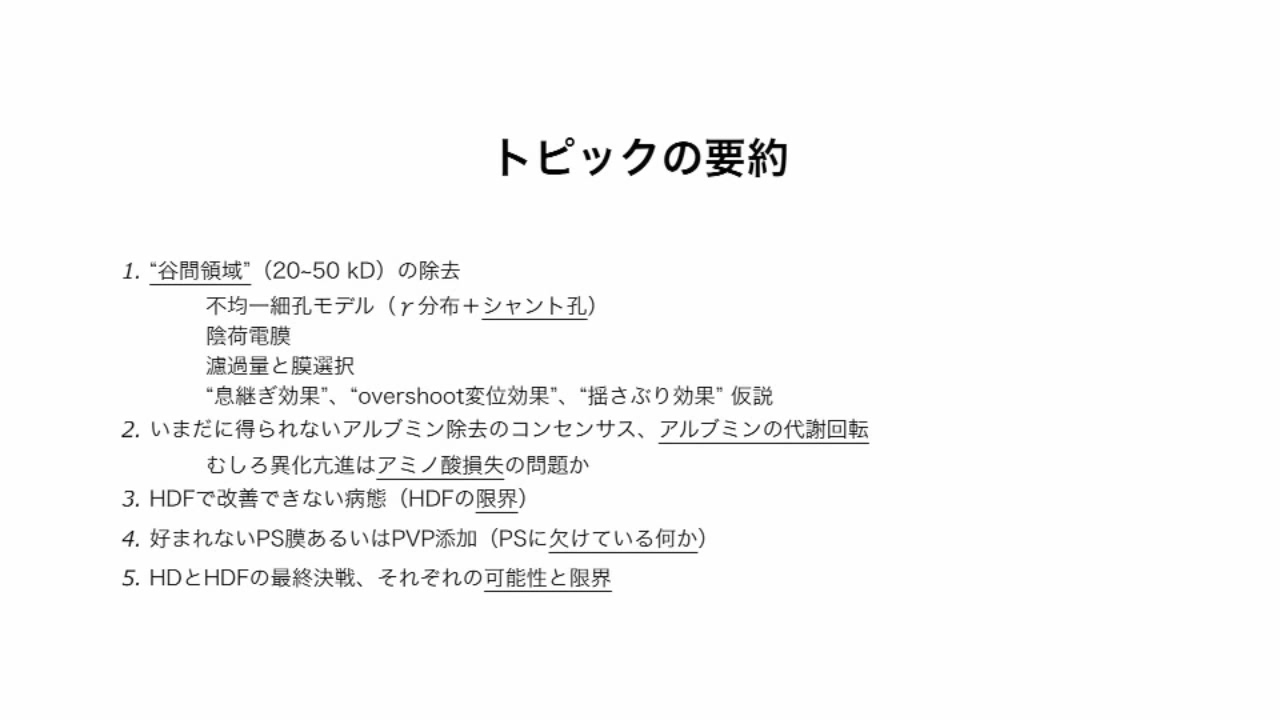 トピックの要約
1. “谷間領域”（20~50 kD）の除去
不均一細孔モデル（γ分布＋シャント孔）
陰荷電膜
濾過量と膜選択
“息継ぎ効果”、“overshoot変位効果”、“揺さぶり効果” 仮説
2. いまだに得られないアルブミン除去のコンセンサス、アルブミンの代謝回転
むしろ異化亢進はアミノ酸損失の問題か
3. HDFで改善できない病態（HDFの限界）
4. 好まれないPS膜あるいはPVP添加（PSに欠けている何か）
5. HDとHDFの最終決戦、それぞれの可能性と限界